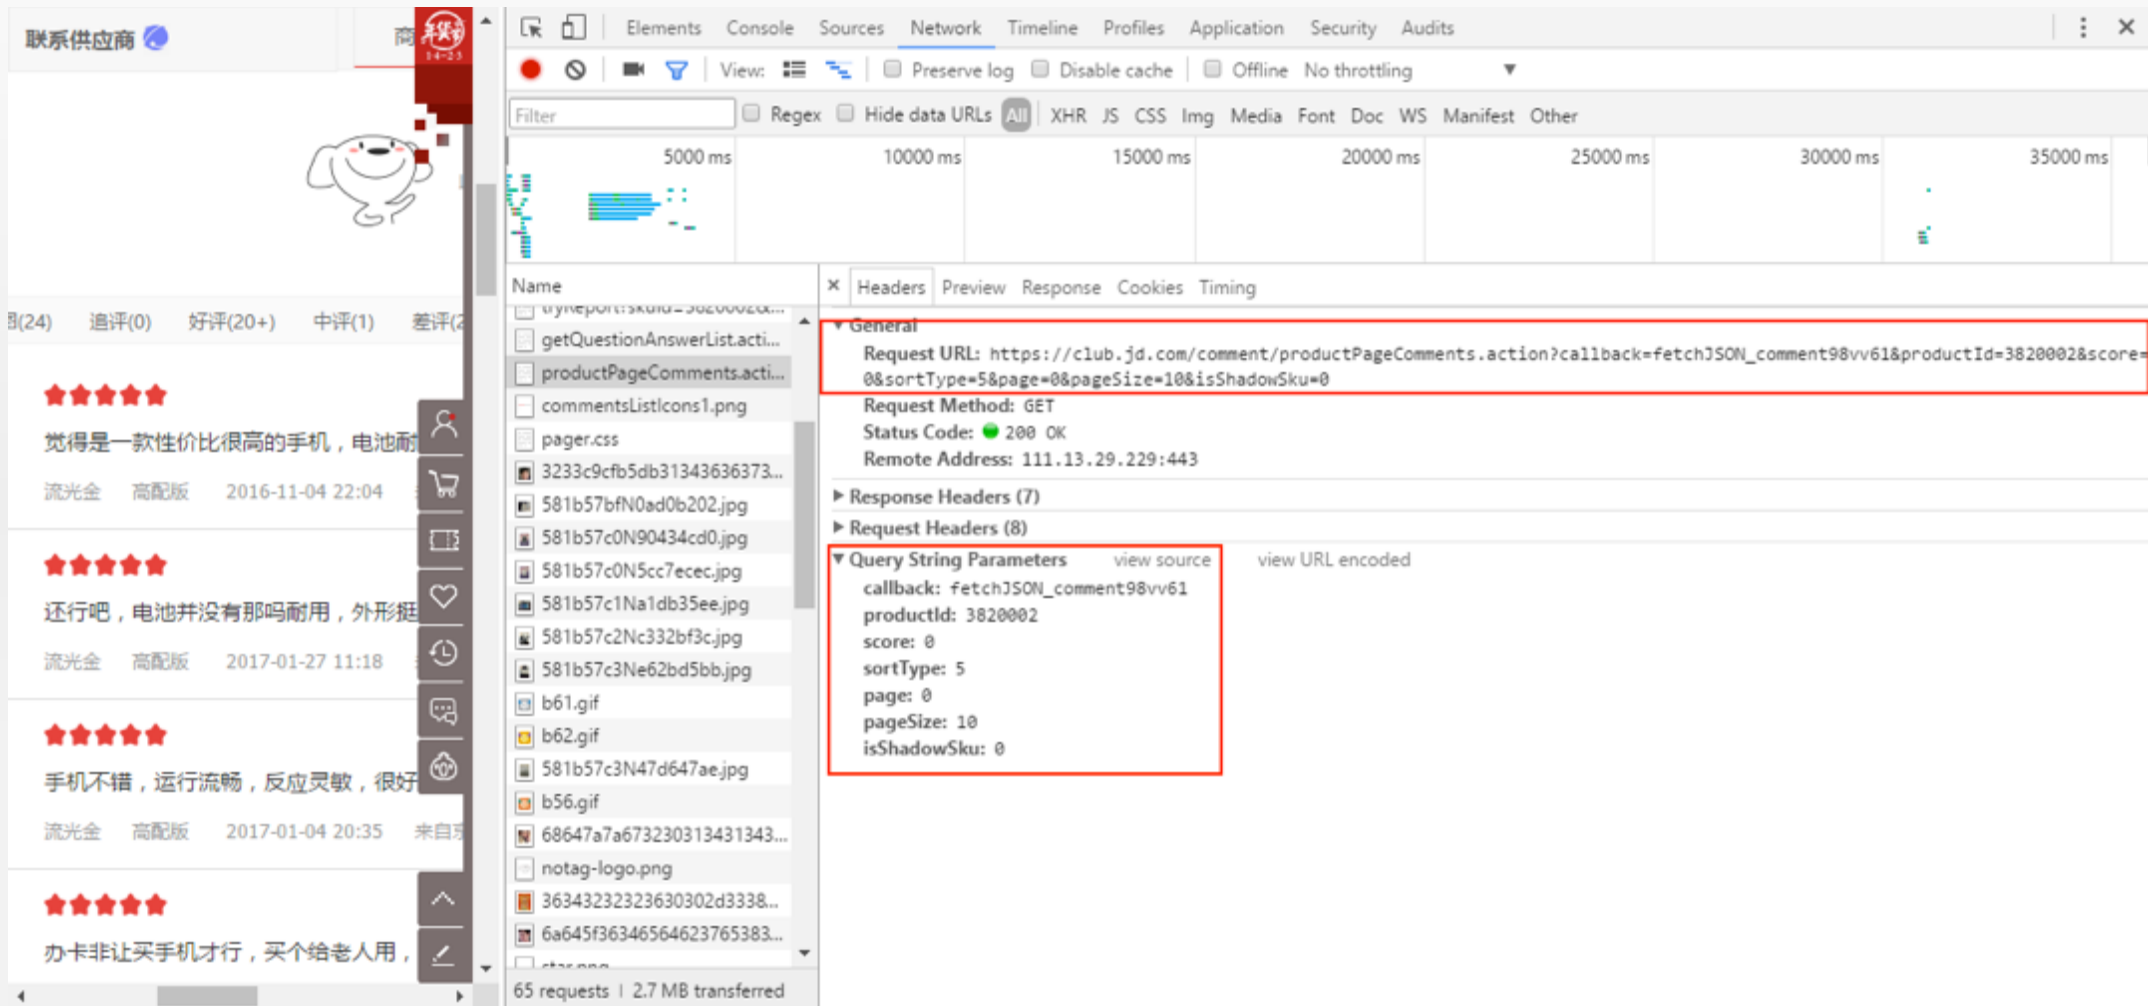 联系供应商
商
年货节
14-23
(24) 追评(0) 好评(20+) 中评(1) 差评(2
觉得是一款性价比很高的手机，电池耐
流光金 高配版 2016-11-04 22:04
还行吧，电池并没有那吗耐用，外形挺
流光金 高配版 2017-01-27 11:18
手机不错，运行流畅，反应灵敏，很好
流光金 高配版 2017-01-04 20:35 来自京
办卡非让买手机才行，买个给老人用，
Elements Console Sources Network Timeline Profiles Application Security Audits
View: Preserve log Disable cache Offline No throttling
Filter Regex Hide data URLs All XHR JS CSS Img Media Font Doc WS Manifest Other
5000 ms 10000 ms 15000 ms 20000 ms 25000 ms 30000 ms 35000 ms
Name
tryReport?skuId=3820002&...
getQuestionAnswerList.acti...
productPageComments.acti...
commentsListIcons1.png
pager.css
3233c9cfb5db31343636373...
581b57bfN0ad0b202.jpg
581b57c0N90434cd0.jpg
581b57c0N5cc7ecec.jpg
581b57c1Na1db35ee.jpg
581b57c2Nc332bf3c.jpg
581b57c3Ne62bd5bb.jpg
b61.gif
b62.gif
581b57c3N47d647ae.jpg
b56.gif
68647a7a673230313431343...
notag-logo.png
36343232323630302d3338...
6a645f36346564623765383...
star.png
65 requests | 2.7 MB transferred
× Headers Preview Response Cookies Timing
General
Request URL: https://club.jd.com/comment/productPageComments.action?callback=fetchJSON_comment98vv61&productId=3820002&score=
0&sortType=5&page=0&pageSize=10&isShadowSku=0
Request Method: GET
Status Code: 200 OK
Remote Address: 111.13.29.229:443
Response Headers (7)
Request Headers (8)
Query String Parameters view source view URL encoded
callback: fetchJSON_comment98vv61
productId: 3820002
score: 0
sortType: 5
page: 0
pageSize: 10
isShadowSku: 0